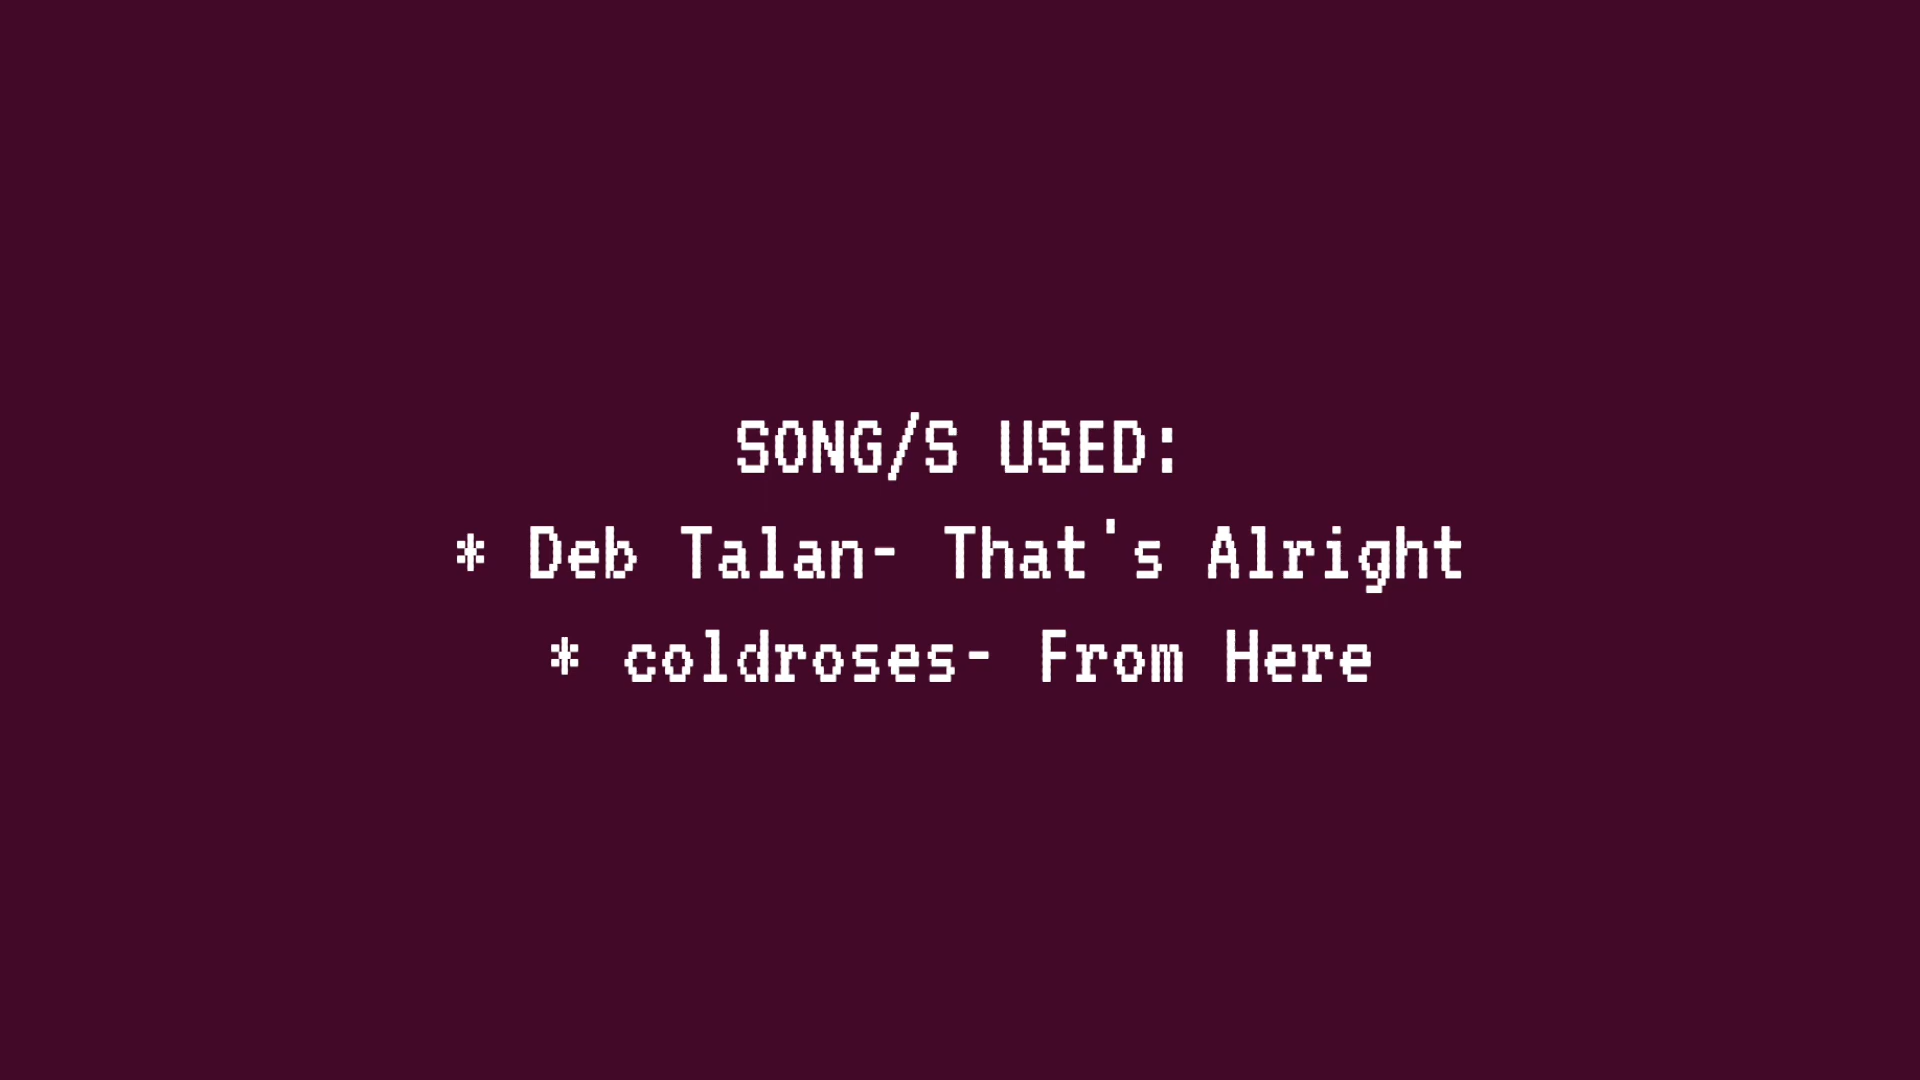 SONG/S USED:
* Deb Talan- That's Alright
* coldroses- From Here